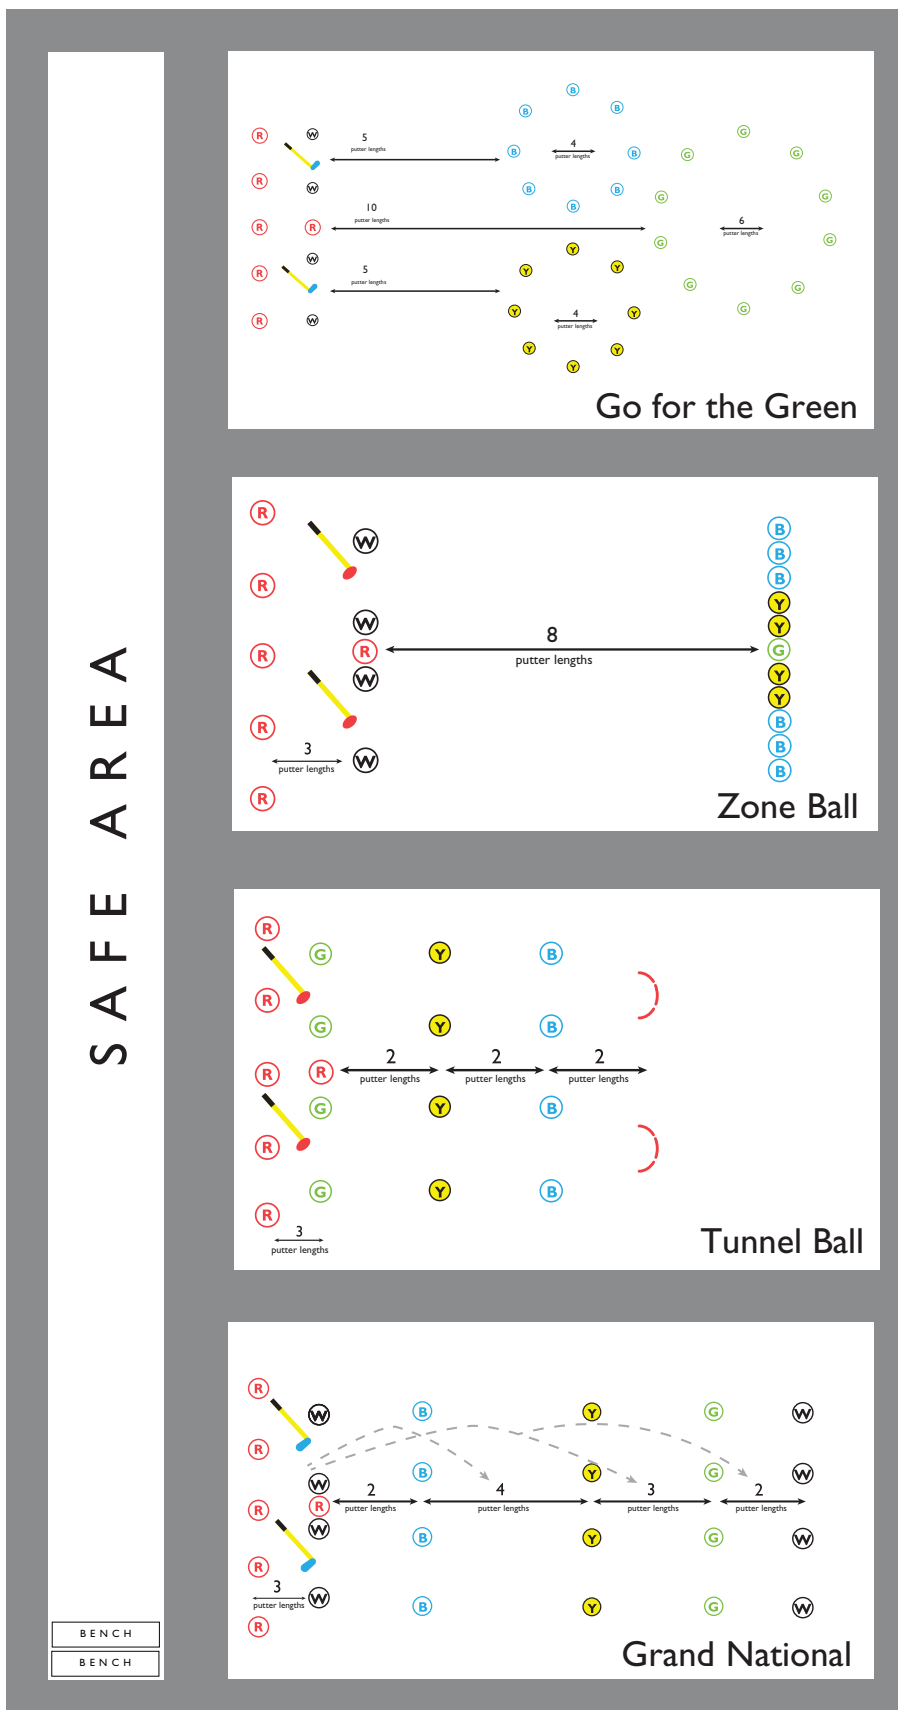 SAFE AREA
BENCH
BENCH
B
B
B
G
R
W
5
putter lengths
B
4
putter lengths
B
G
G
R
W
B
B
G
G
10
putter lengths
B
6
putter lengths
R
R
G
G
Y
R
W
5
putter lengths
Y
Y
G
G
Y
4
putter lengths
Y
G
R
W
Y
Y
Y
Go for the Green
R
W
B
B
B
R
Y
W
Y
8
putter lengths
R
R
G
W
Y
Y
R
B
3
putter lengths
W
B
B
R
Zone Ball
R
G
Y
B
R
G
Y
B
R
R
2
putter lengths
2
putter lengths
2
putter lengths
G
Y
B
R
G
Y
B
R
3
putter lengths
Tunnel Ball
R
W
B
Y
G
W
R
W
B
Y
G
W
R
R
2
putter lengths
4
putter lengths
3
putter lengths
2
putter lengths
W
B
Y
G
W
R
3
putter lengths
W
B
Y
G
W
R
Grand National